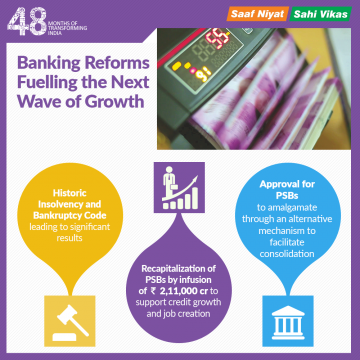 48 MONTHS OF
TRANSFORMING
INDIA
Saaf Niyat Sahi Vikas
Banking Reforms
Fuelling the Next
Wave of Growth
Historic
Insolvency and
Bankruptcy Code
leading to significant
results
Recapitalization of
PSBs by infusion
of ₹ 2,11,000 cr to
support credit growth
and job creation
Approval for
PSBs
to amalgamate
through an alternative
mechanism to
facilitate
consolidation